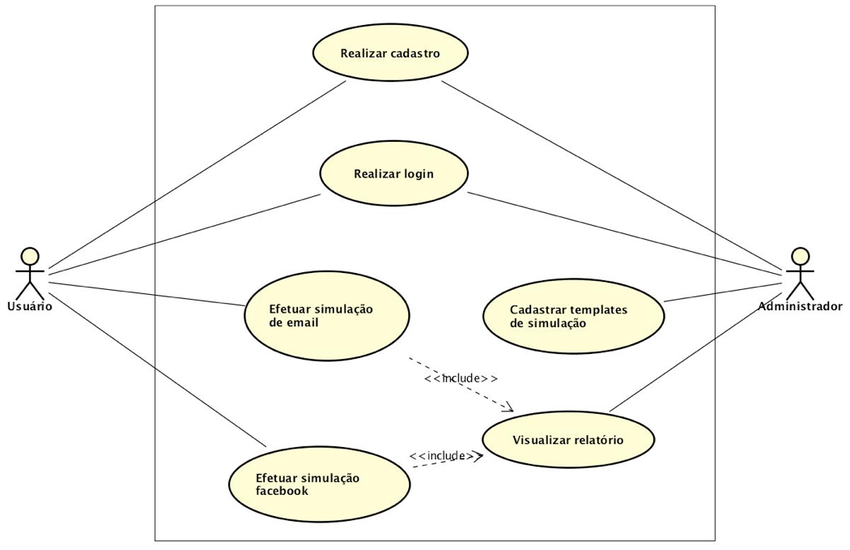 Realizar cadastro
Realizar login
Usuário
Administrador
Efetuar simulação
de email
Cadastrar templates
de simulação
<<include>>
Visualizar relatório
<<include>
Efetuar simulação
facebook